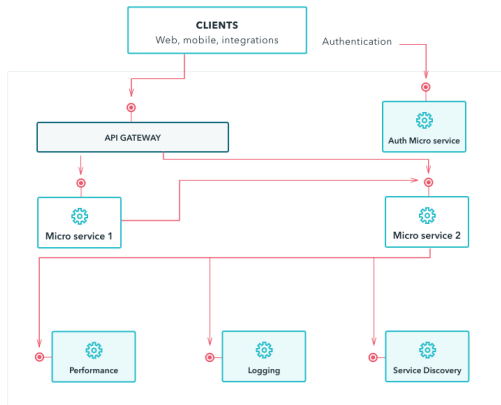 CLIENTS
Web, mobile, integrations
Authentication
API GATEWAY
Auth Micro service
Micro service 1
Micro service 2
Performance
Logging
Service Discovery